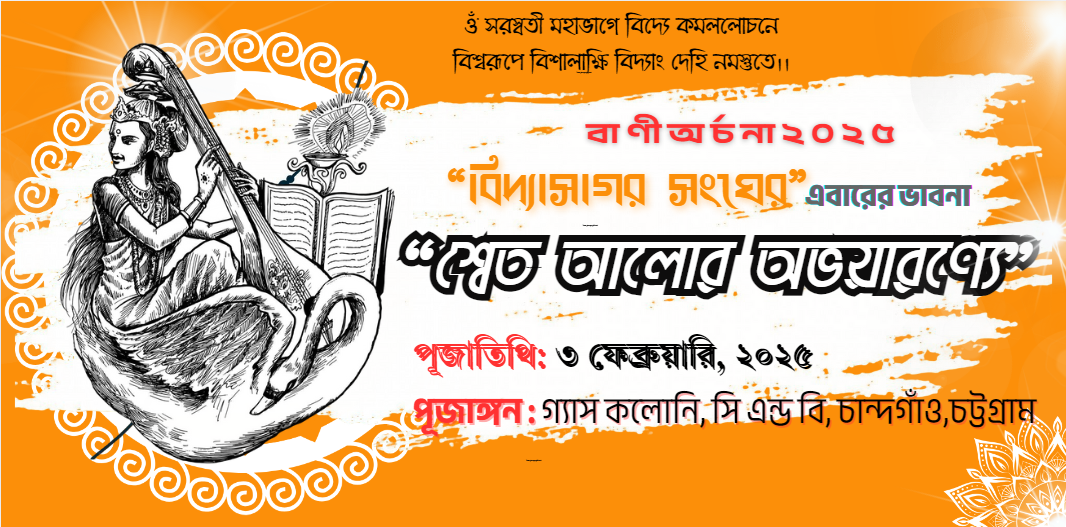 ওঁ সরস্বতী মহাভাগে বিদ্যে কমললোচনে
বিশ্বরূপে বিশালাক্ষি বিদ্যাং দেহি নমস্তুতে।।
বাণী অর্চনা ২০২৫
“বিদ্যাসাগর সংঘের” এবারের ভাবনা
“শ্বেত আলোর অভয়ারণ্যে”
পূজাতিথি: ৩ ফেব্রুয়ারি, ২০২৫
পূজাঙ্গন : গ্যাস কলোনি, সি এন্ড বি, চান্দগাঁও,চট্টগ্রাম